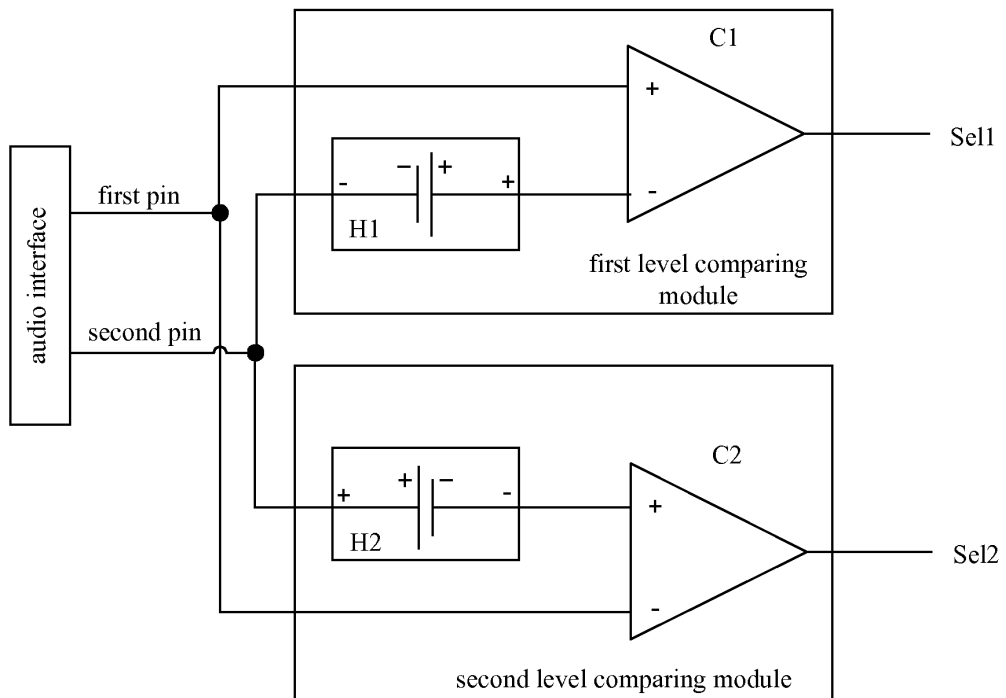 C1
+
Sel1
first pin
- − + +
-
H1
audio interface
first level comparing
module
second pin
C2
+ + − -
+
H2
Sel2
-
second level comparing module